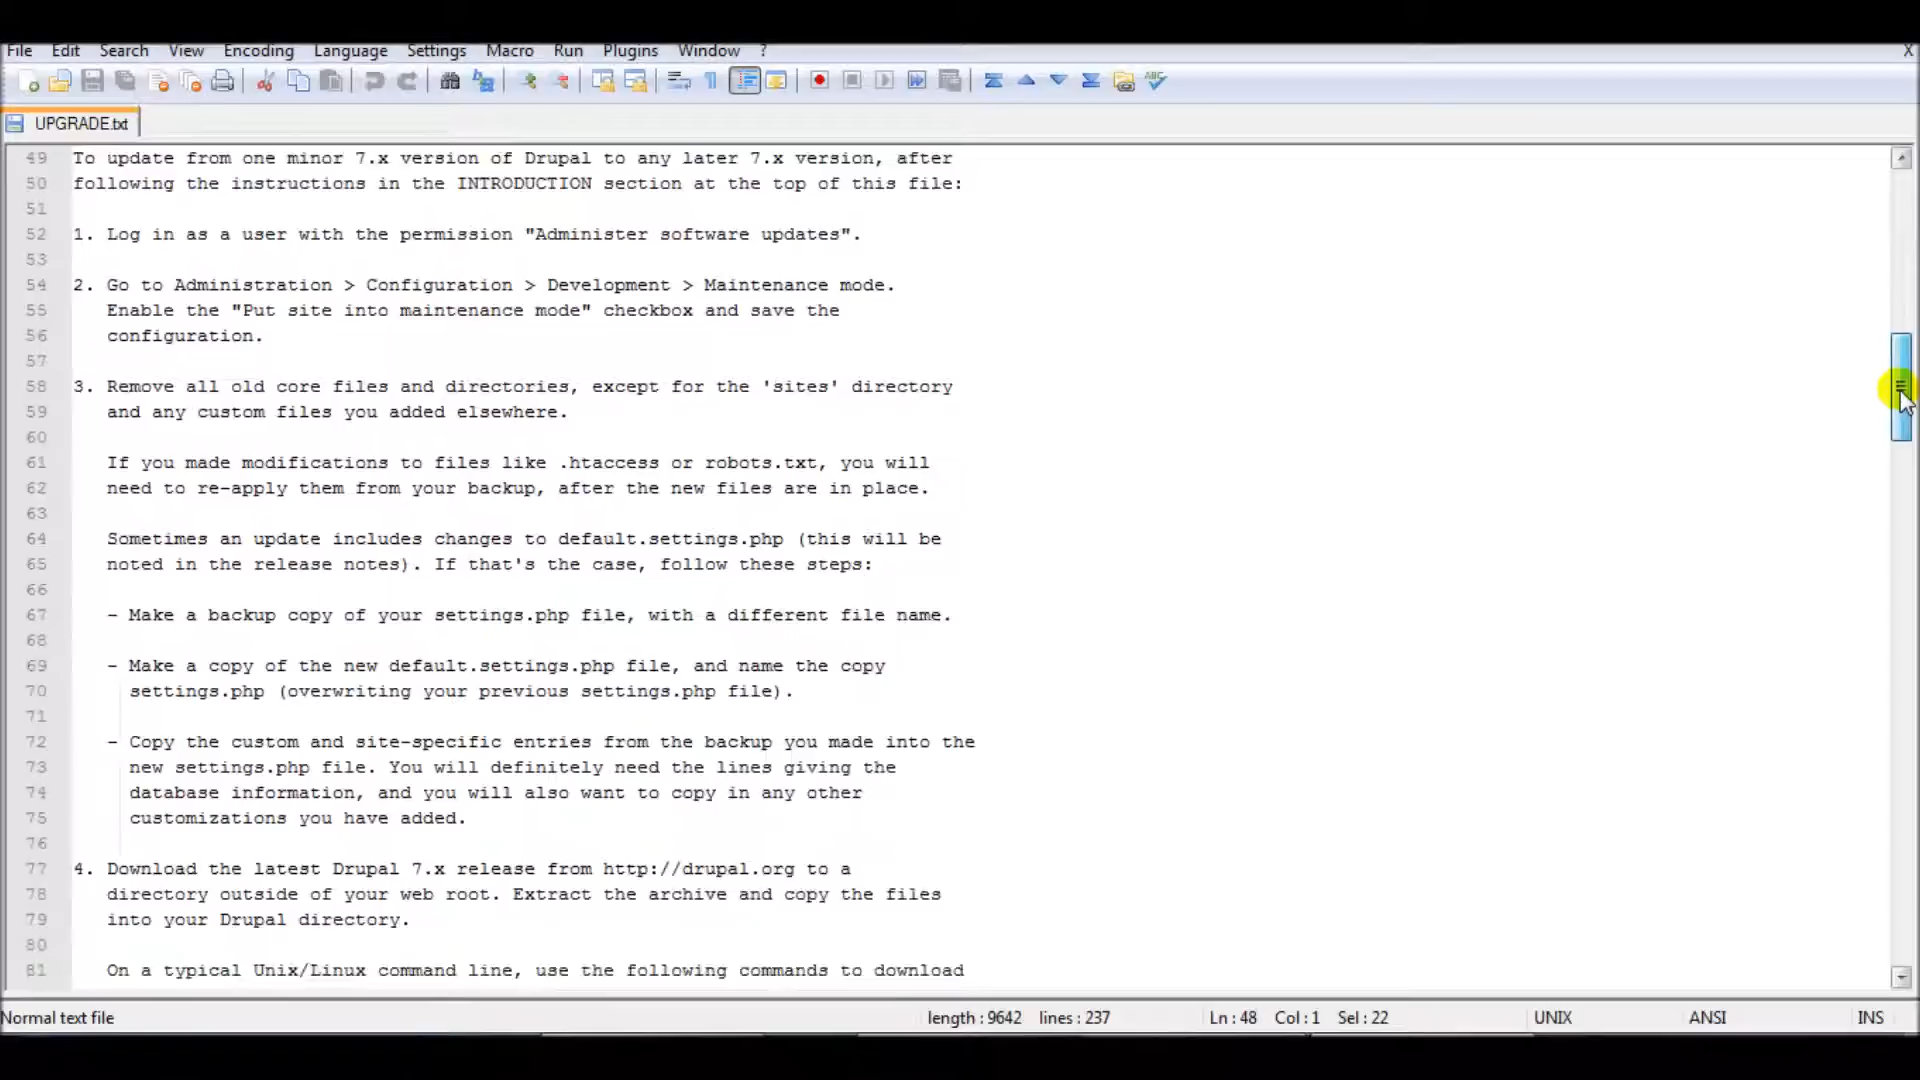 File Edit Search View Encoding Language Settings Macro Run Plugins Window ? X
UPGRADE.txt
49 To update from one minor 7.x version of Drupal to any later 7.x version, after
50 following the instructions in the INTRODUCTION section at the top of this file:
51
52 1. Log in as a user with the permission "Administer software updates".
53
54 2. Go to Administration > Configuration > Development > Maintenance mode.
55 Enable the "Put site into maintenance mode" checkbox and save the
56 configuration.
57
58 3. Remove all old core files and directories, except for the 'sites' directory
59 and any custom files you added elsewhere.
60
61 If you made modifications to files like .htaccess or robots.txt, you will
62 need to re-apply them from your backup, after the new files are in place.
63
64 Sometimes an update includes changes to default.settings.php (this will be
65 noted in the release notes). If that's the case, follow these steps:
66
67 - Make a backup copy of your settings.php file, with a different file name.
68
69 - Make a copy of the new default.settings.php file, and name the copy
70 settings.php (overwriting your previous settings.php file).
71
72 - Copy the custom and site-specific entries from the backup you made into the
73 new settings.php file. You will definitely need the lines giving the
74 database information, and you will also want to copy in any other
75 customizations you have added.
76
77 4. Download the latest Drupal 7.x release from http://drupal.org to a
78 directory outside of your web root. Extract the archive and copy the files
79 into your Drupal directory.
80
81 On a typical Unix/Linux command line, use the following commands to download
Normal text file length : 9642 lines : 237 Ln : 48 Col : 1 Sel : 22 UNIX ANSI INS